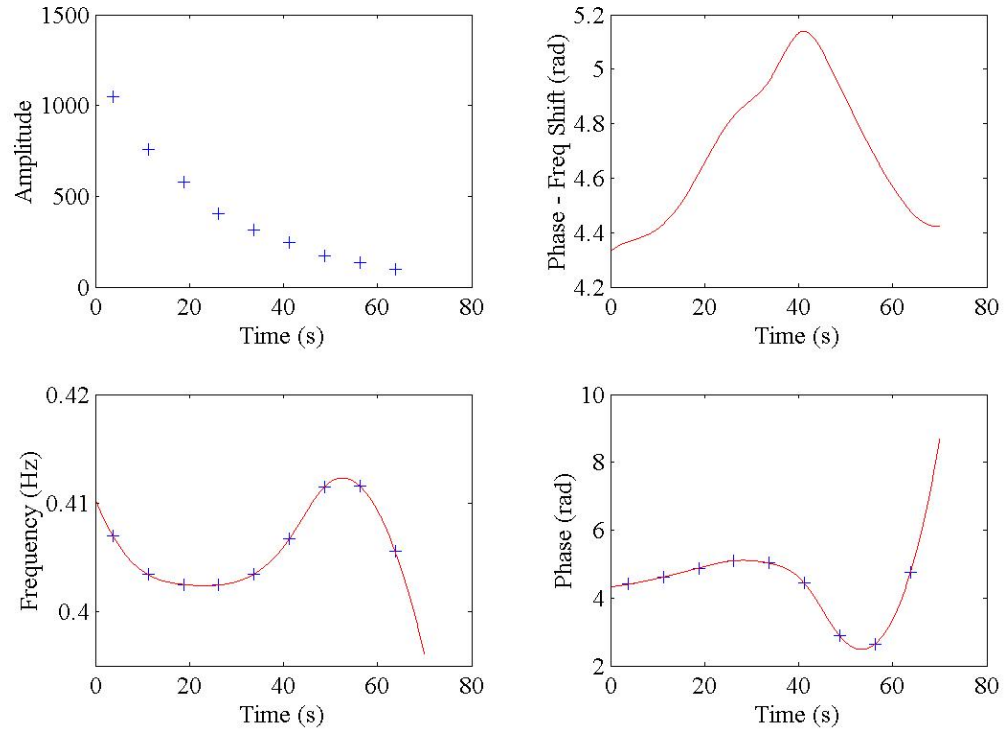 1500
1000
500
0
Amplitude
0 20 40 60 80
Time (s)
5.2
5
4.8
4.6
4.4
4.2
Phase - Freq Shift (rad)
0 20 40 60 80
Time (s)
0.42
0.41
0.4
Frequency (Hz)
0 20 40 60 80
Time (s)
10
8
6
4
2
Phase (rad)
0 20 40 60 80
Time (s)